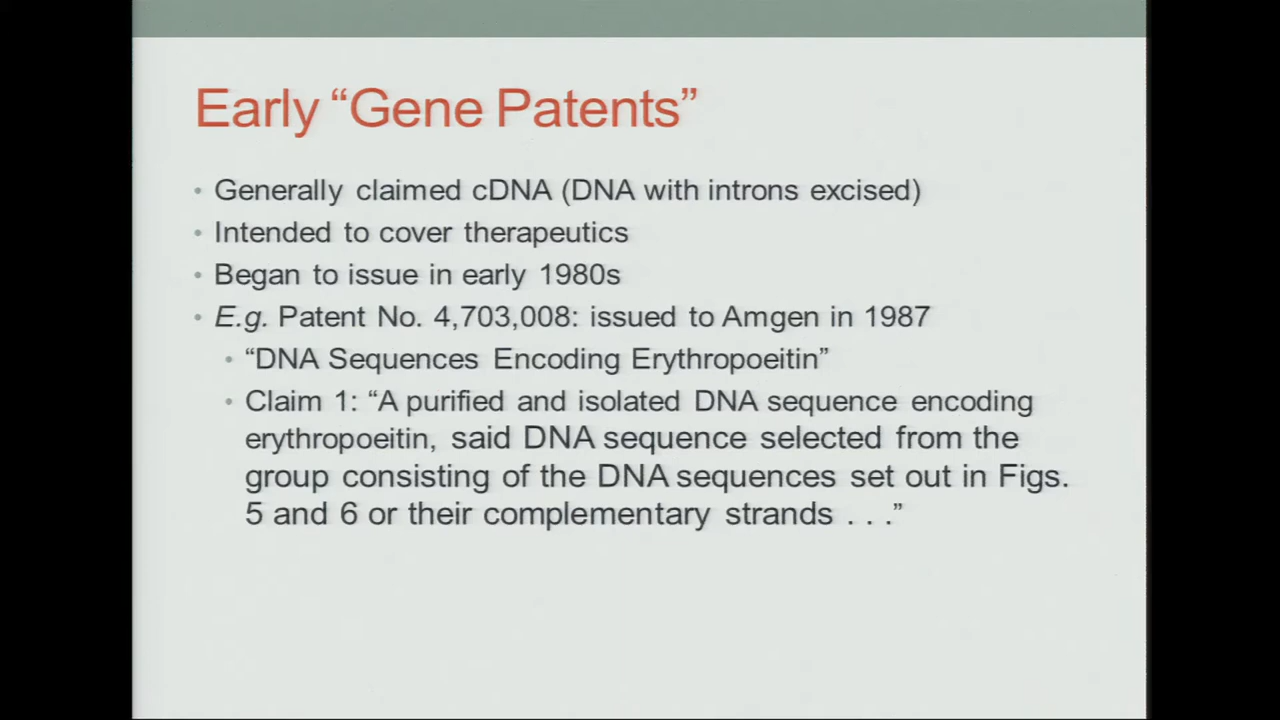 Early “Gene Patents”
• Generally claimed cDNA (DNA with introns excised)
• Intended to cover therapeutics
• Began to issue in early 1980s
• E.g. Patent No. 4,703,008: issued to Amgen in 1987
• “DNA Sequences Encoding Erythropoeitin”
• Claim 1: “A purified and isolated DNA sequence encoding
erythropoeitin, said DNA sequence selected from the
group consisting of the DNA sequences set out in Figs.
5 and 6 or their complementary strands . . .”